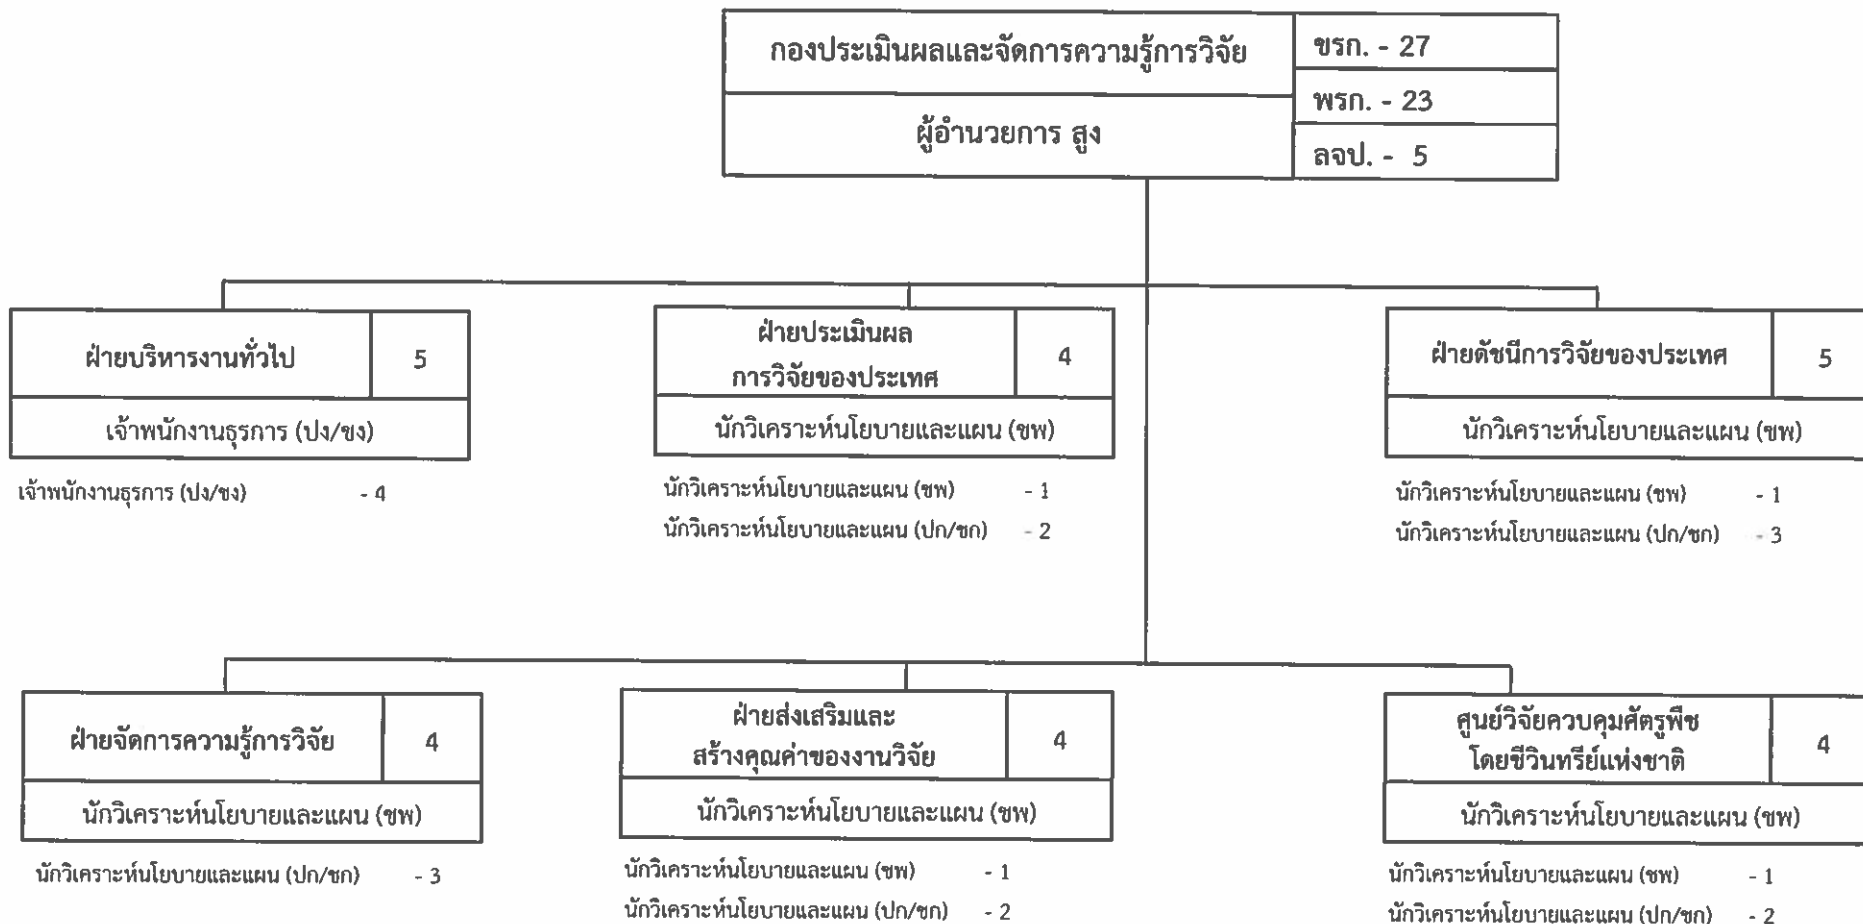 กองประเมินผลและจัดการความรู้การวิจัย
ขรก. - 27
พรก. - 23
ผู้อำนวยการ สูง
ลจป. - 5
ฝ่ายบริหารงานทั่วไป 5
เจ้าพนักงานธุรการ (ปง/ชง)
เจ้าพนักงานธุรการ (ปง/ชง) - 4
ฝ่ายประเมินผล
การวิจัยของประเทศ 4
นักวิเคราะห์นโยบายและแผน (ชพ)
นักวิเคราะห์นโยบายและแผน (ชพ) - 1
นักวิเคราะห์นโยบายและแผน (ปก/ชก) - 2
ฝ่ายดัชนีการวิจัยของประเทศ 5
นักวิเคราะห์นโยบายและแผน (ชพ)
นักวิเคราะห์นโยบายและแผน (ชพ) - 1
นักวิเคราะห์นโยบายและแผน (ปก/ชก) - 3
ฝ่ายจัดการความรู้การวิจัย 4
นักวิเคราะห์นโยบายและแผน (ชพ)
นักวิเคราะห์นโยบายและแผน (ปก/ชก) - 3
ฝ่ายส่งเสริมและ
สร้างคุณค่าของงานวิจัย 4
นักวิเคราะห์นโยบายและแผน (ชพ)
นักวิเคราะห์นโยบายและแผน (ชพ) - 1
นักวิเคราะห์นโยบายและแผน (ปก/ชก) - 2
ศูนย์วิจัยควบคุมศัตรูพืช
โดยชีวินทรีย์แห่งชาติ 4
นักวิเคราะห์นโยบายและแผน (ชพ)
นักวิเคราะห์นโยบายและแผน (ชพ) - 1
นักวิเคราะห์นโยบายและแผน (ปก/ชก) - 2